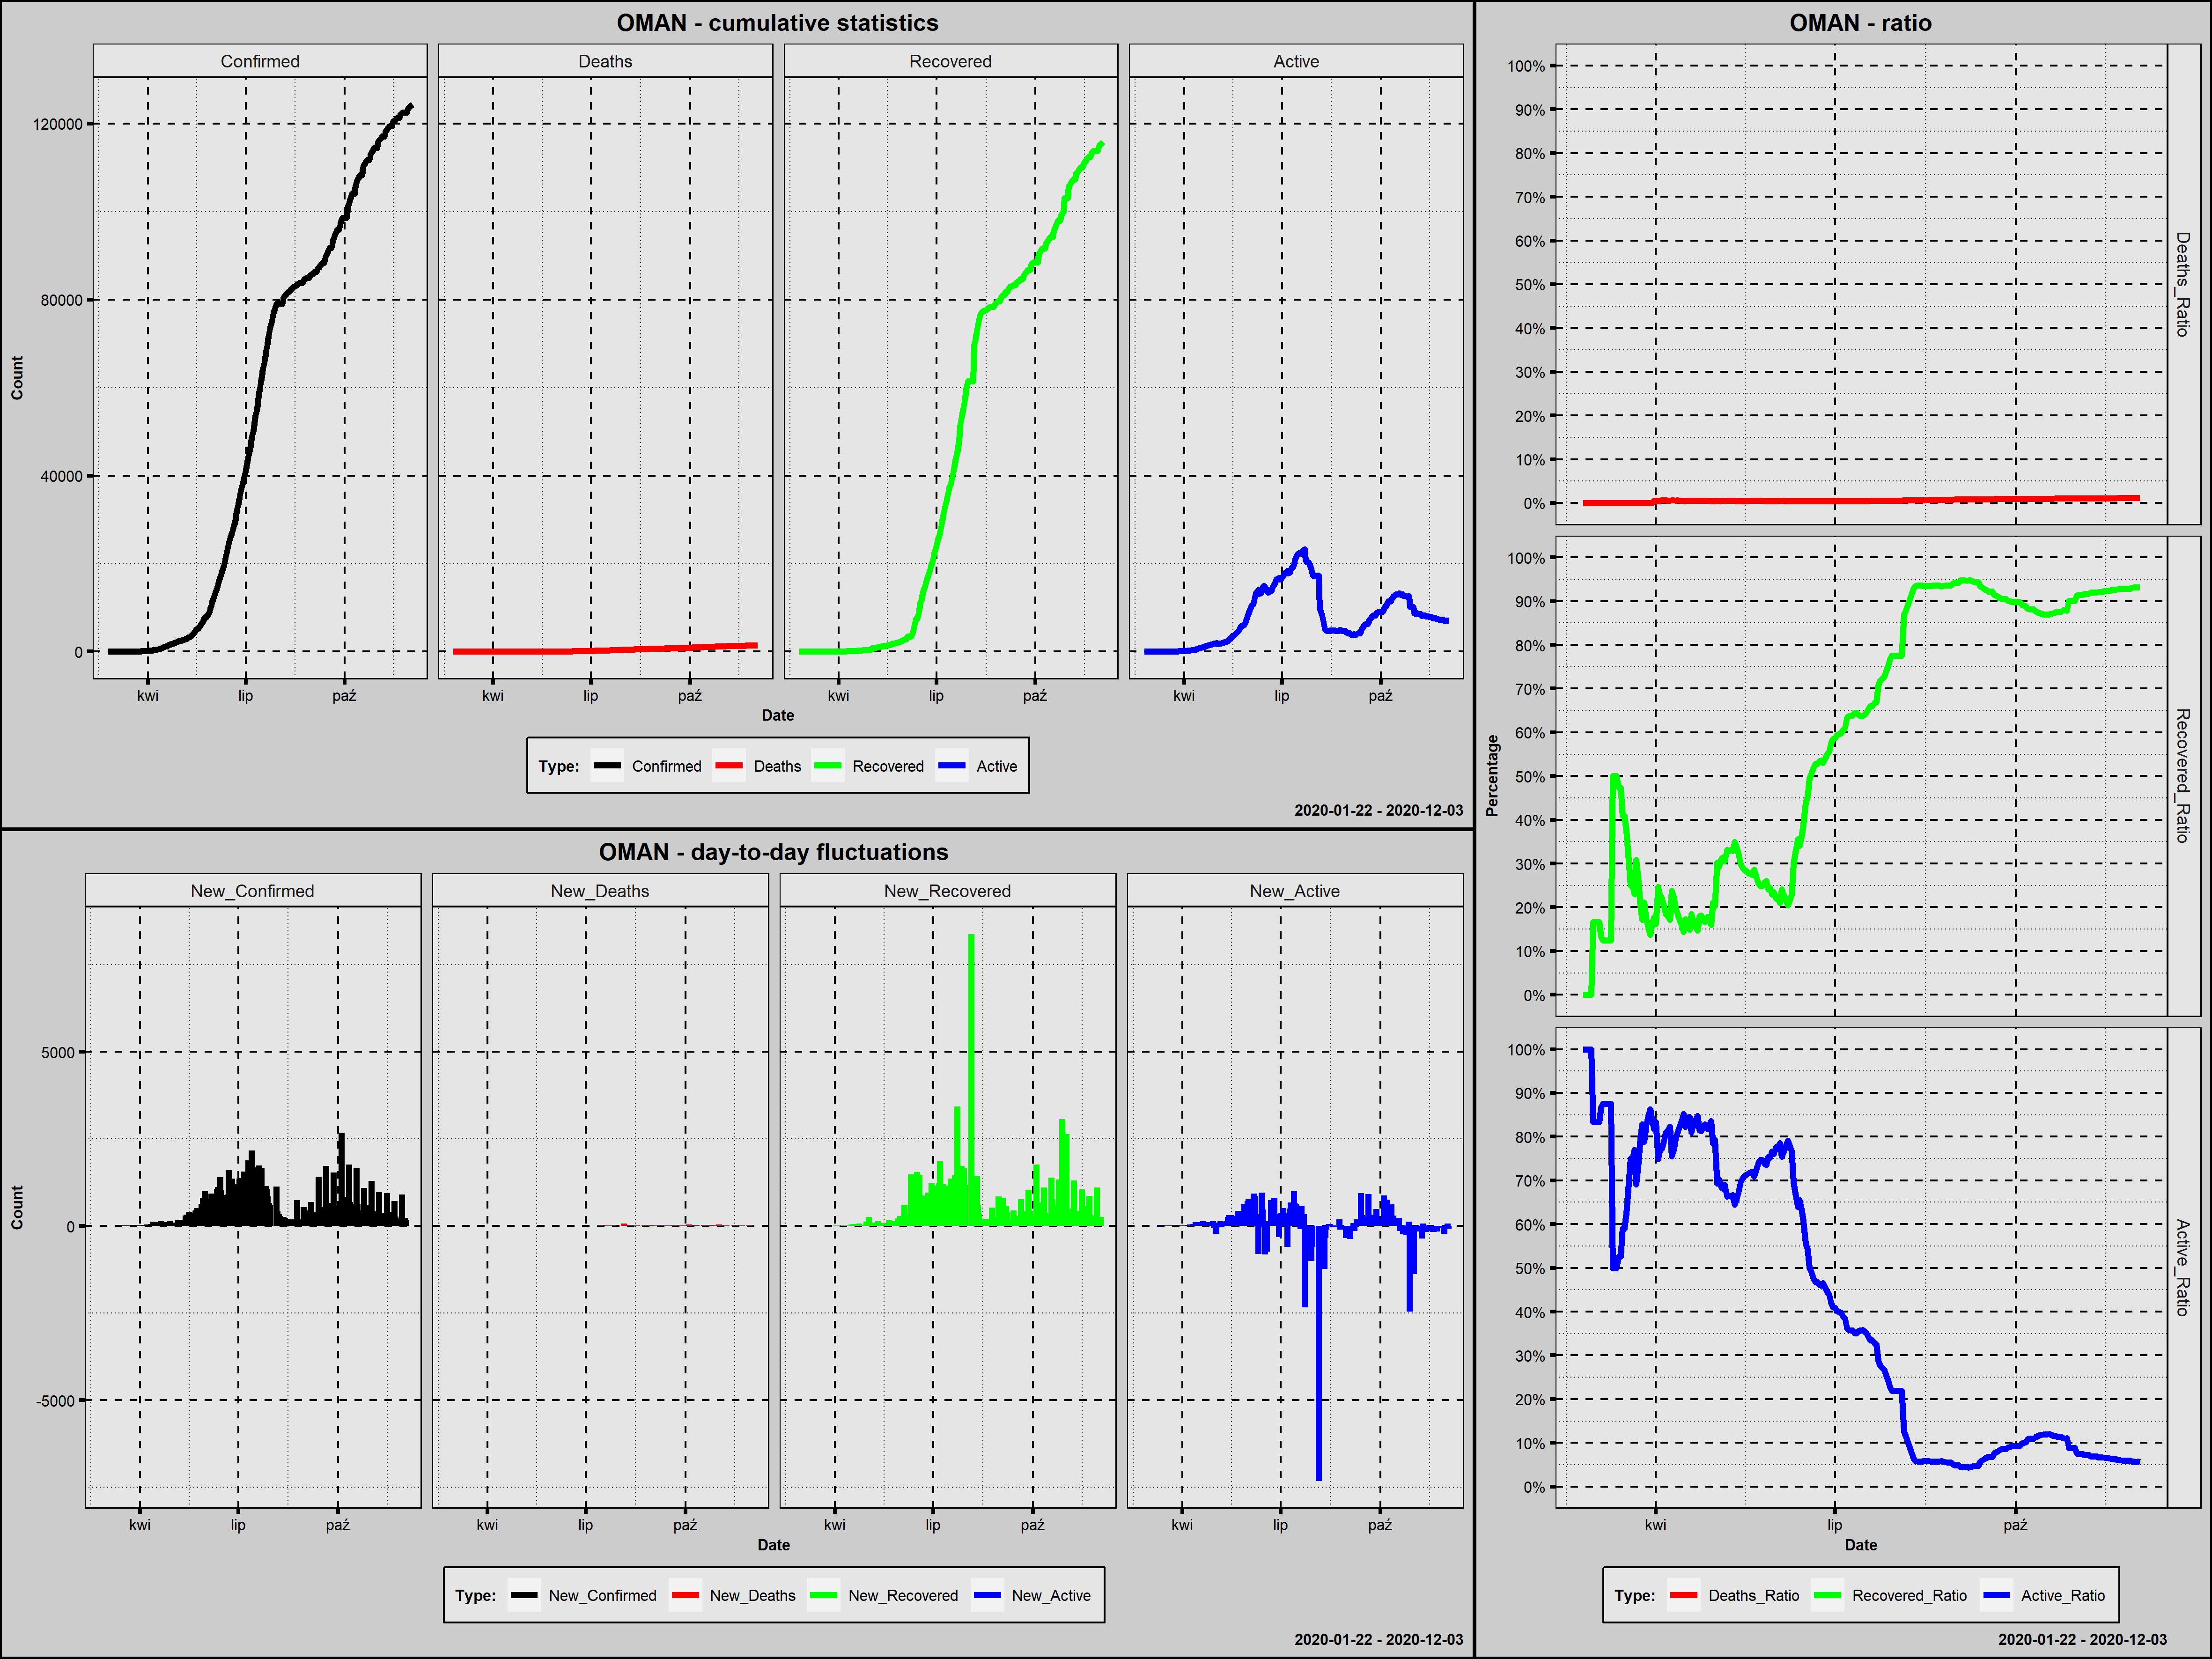 OMAN - cumulative statistics
Confirmed Deaths Recovered Active
120000
80000
40000
0
Count
kwi lip paź kwi lip paź kwi lip paź kwi lip paź
Date
Type: Confirmed Deaths Recovered Active
2020-01-22 - 2020-12-03
OMAN - day-to-day fluctuations
New_Confirmed New_Deaths New_Recovered New_Active
5000
0
-5000
Count
kwi lip paź kwi lip paź kwi lip paź kwi lip paź
Date
Type: New_Confirmed New_Deaths New_Recovered New_Active
2020-01-22 - 2020-12-03
OMAN - ratio
100%
90%
80%
70%
60%
50%
40%
30%
20%
10%
0%
Deaths_Ratio
100%
90%
80%
70%
60%
50%
40%
30%
20%
10%
0%
Recovered_Ratio
100%
90%
80%
70%
60%
50%
40%
30%
20%
10%
0%
Active_Ratio
Percentage
kwi lip paź
Date
Type: Deaths_Ratio Recovered_Ratio Active_Ratio
2020-01-22 - 2020-12-03